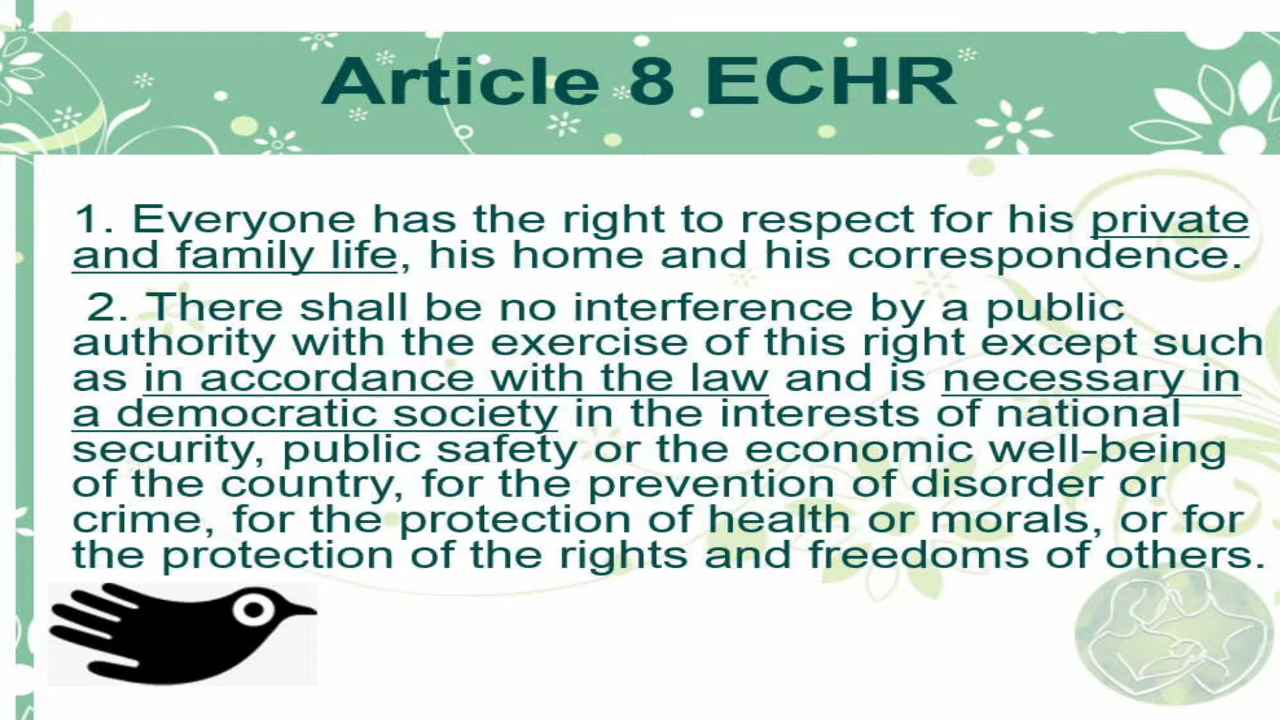 Article 8 ECHR
1. Everyone has the right to respect for his private
and family life, his home and his correspondence.
2. There shall be no interference by a public
authority with the exercise of this right except such
as in accordance with the law and is necessary in
a democratic society in the interests of national
security, public safety or the economic well-being
of the country, for the prevention of disorder or
crime, for the protection of health or morals, or for
the protection of the rights and freedoms of others.